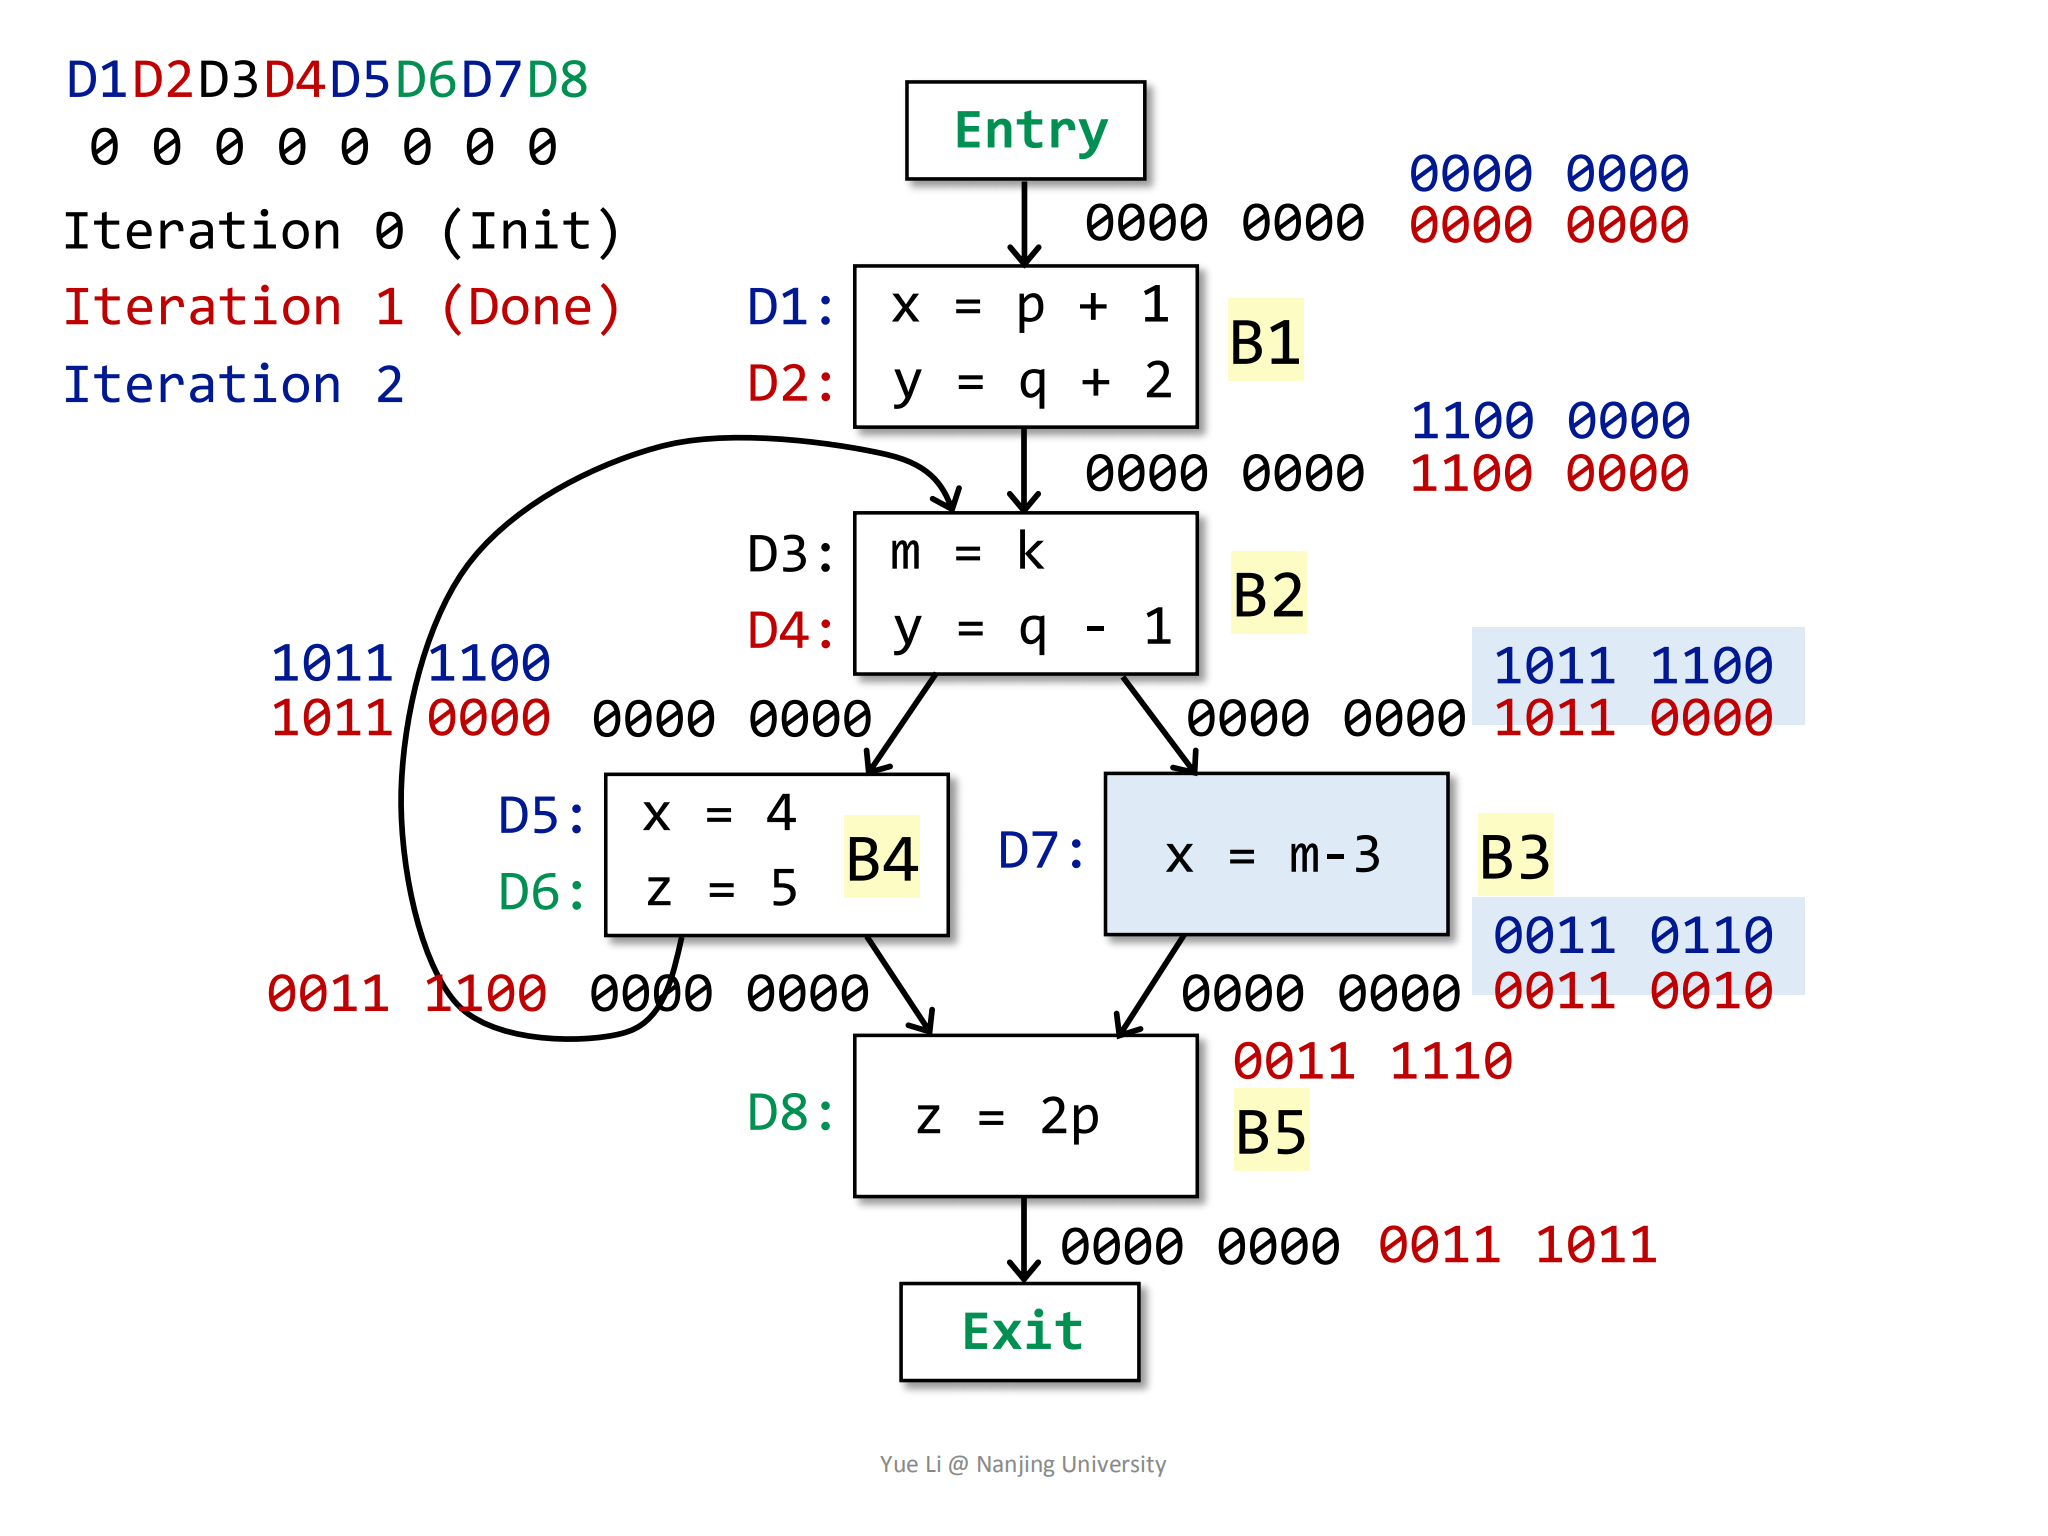 D1D2D3D4D5D6D7D8
0 0 0 0 0 0 0 0
Iteration 0 (Init)
Iteration 1 (Done)
Iteration 2
Entry
0000 0000
0000 0000 0000 0000
D1: x = p + 1
B1
D2: y = q + 2
1100 0000
0000 0000 1100 0000
D3: m = k
B2
D4: y = q - 1
1011 1100
1011 0000 0000 0000
1011 1100
0000 0000 1011 0000
D5: x = 4
B4
D6: z = 5
D7: x = m-3
B3
0011 0110
0011 1100 0000 0000
0000 0000 0011 0010
0011 1110
D8: z = 2p
B5
0000 0000 0011 1011
Exit
Yue Li @ Nanjing University